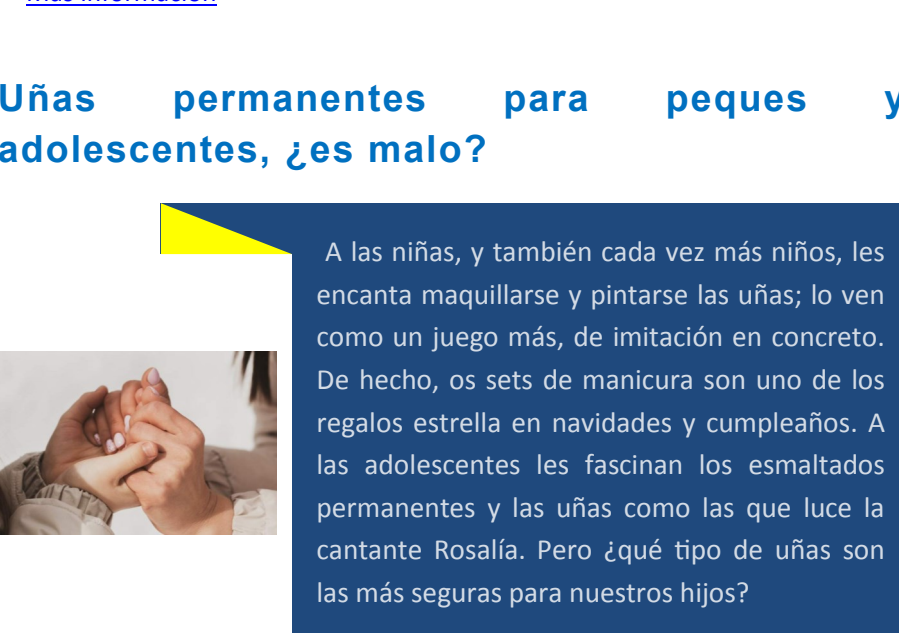 Más información
Uñas permanentes para peques y
adolescentes, ¿es malo?
A las niñas, y también cada vez más niños, les
encanta maquillarse y pintarse las uñas; lo ven
como un juego más, de imitación en concreto.
De hecho, os sets de manicura son uno de los
regalos estrella en navidades y cumpleaños. A
las adolescentes les fascinan los esmaltados
permanentes y las uñas como las que luce la
cantante Rosalía. Pero ¿qué tipo de uñas son
las más seguras para nuestros hijos?